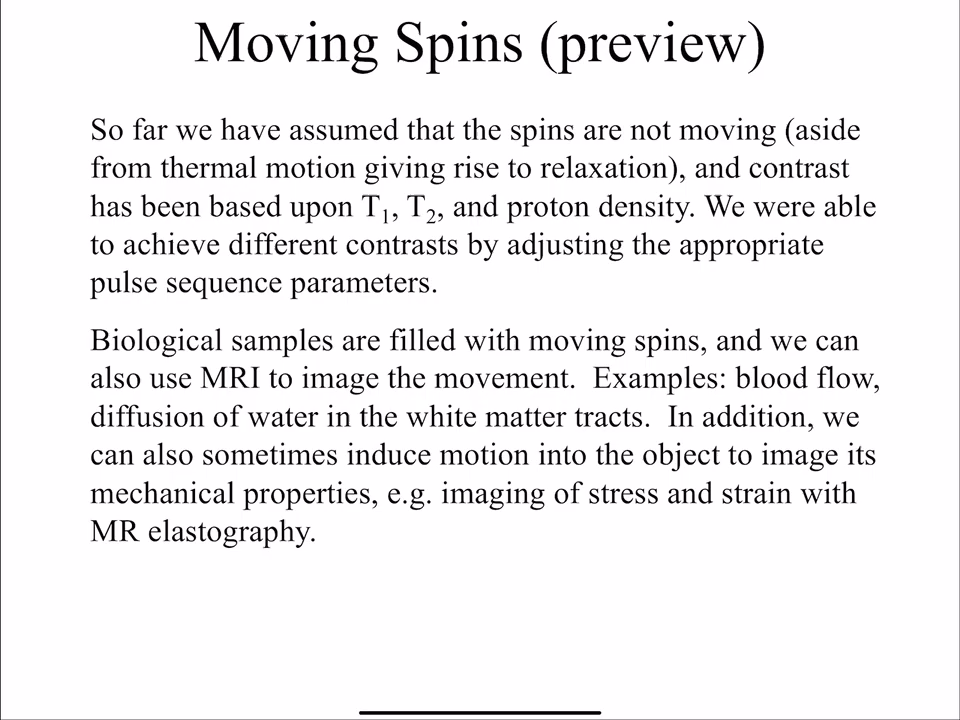 Moving Spins (preview)
So far we have assumed that the spins are not moving (aside
from thermal motion giving rise to relaxation), and contrast
has been based upon T₁, T₂, and proton density. We were able
to achieve different contrasts by adjusting the appropriate
pulse sequence parameters.
Biological samples are filled with moving spins, and we can
also use MRI to image the movement.  Examples: blood flow,
diffusion of water in the white matter tracts.  In addition, we
can also sometimes induce motion into the object to image its
mechanical properties, e.g. imaging of stress and strain with
MR elastography.